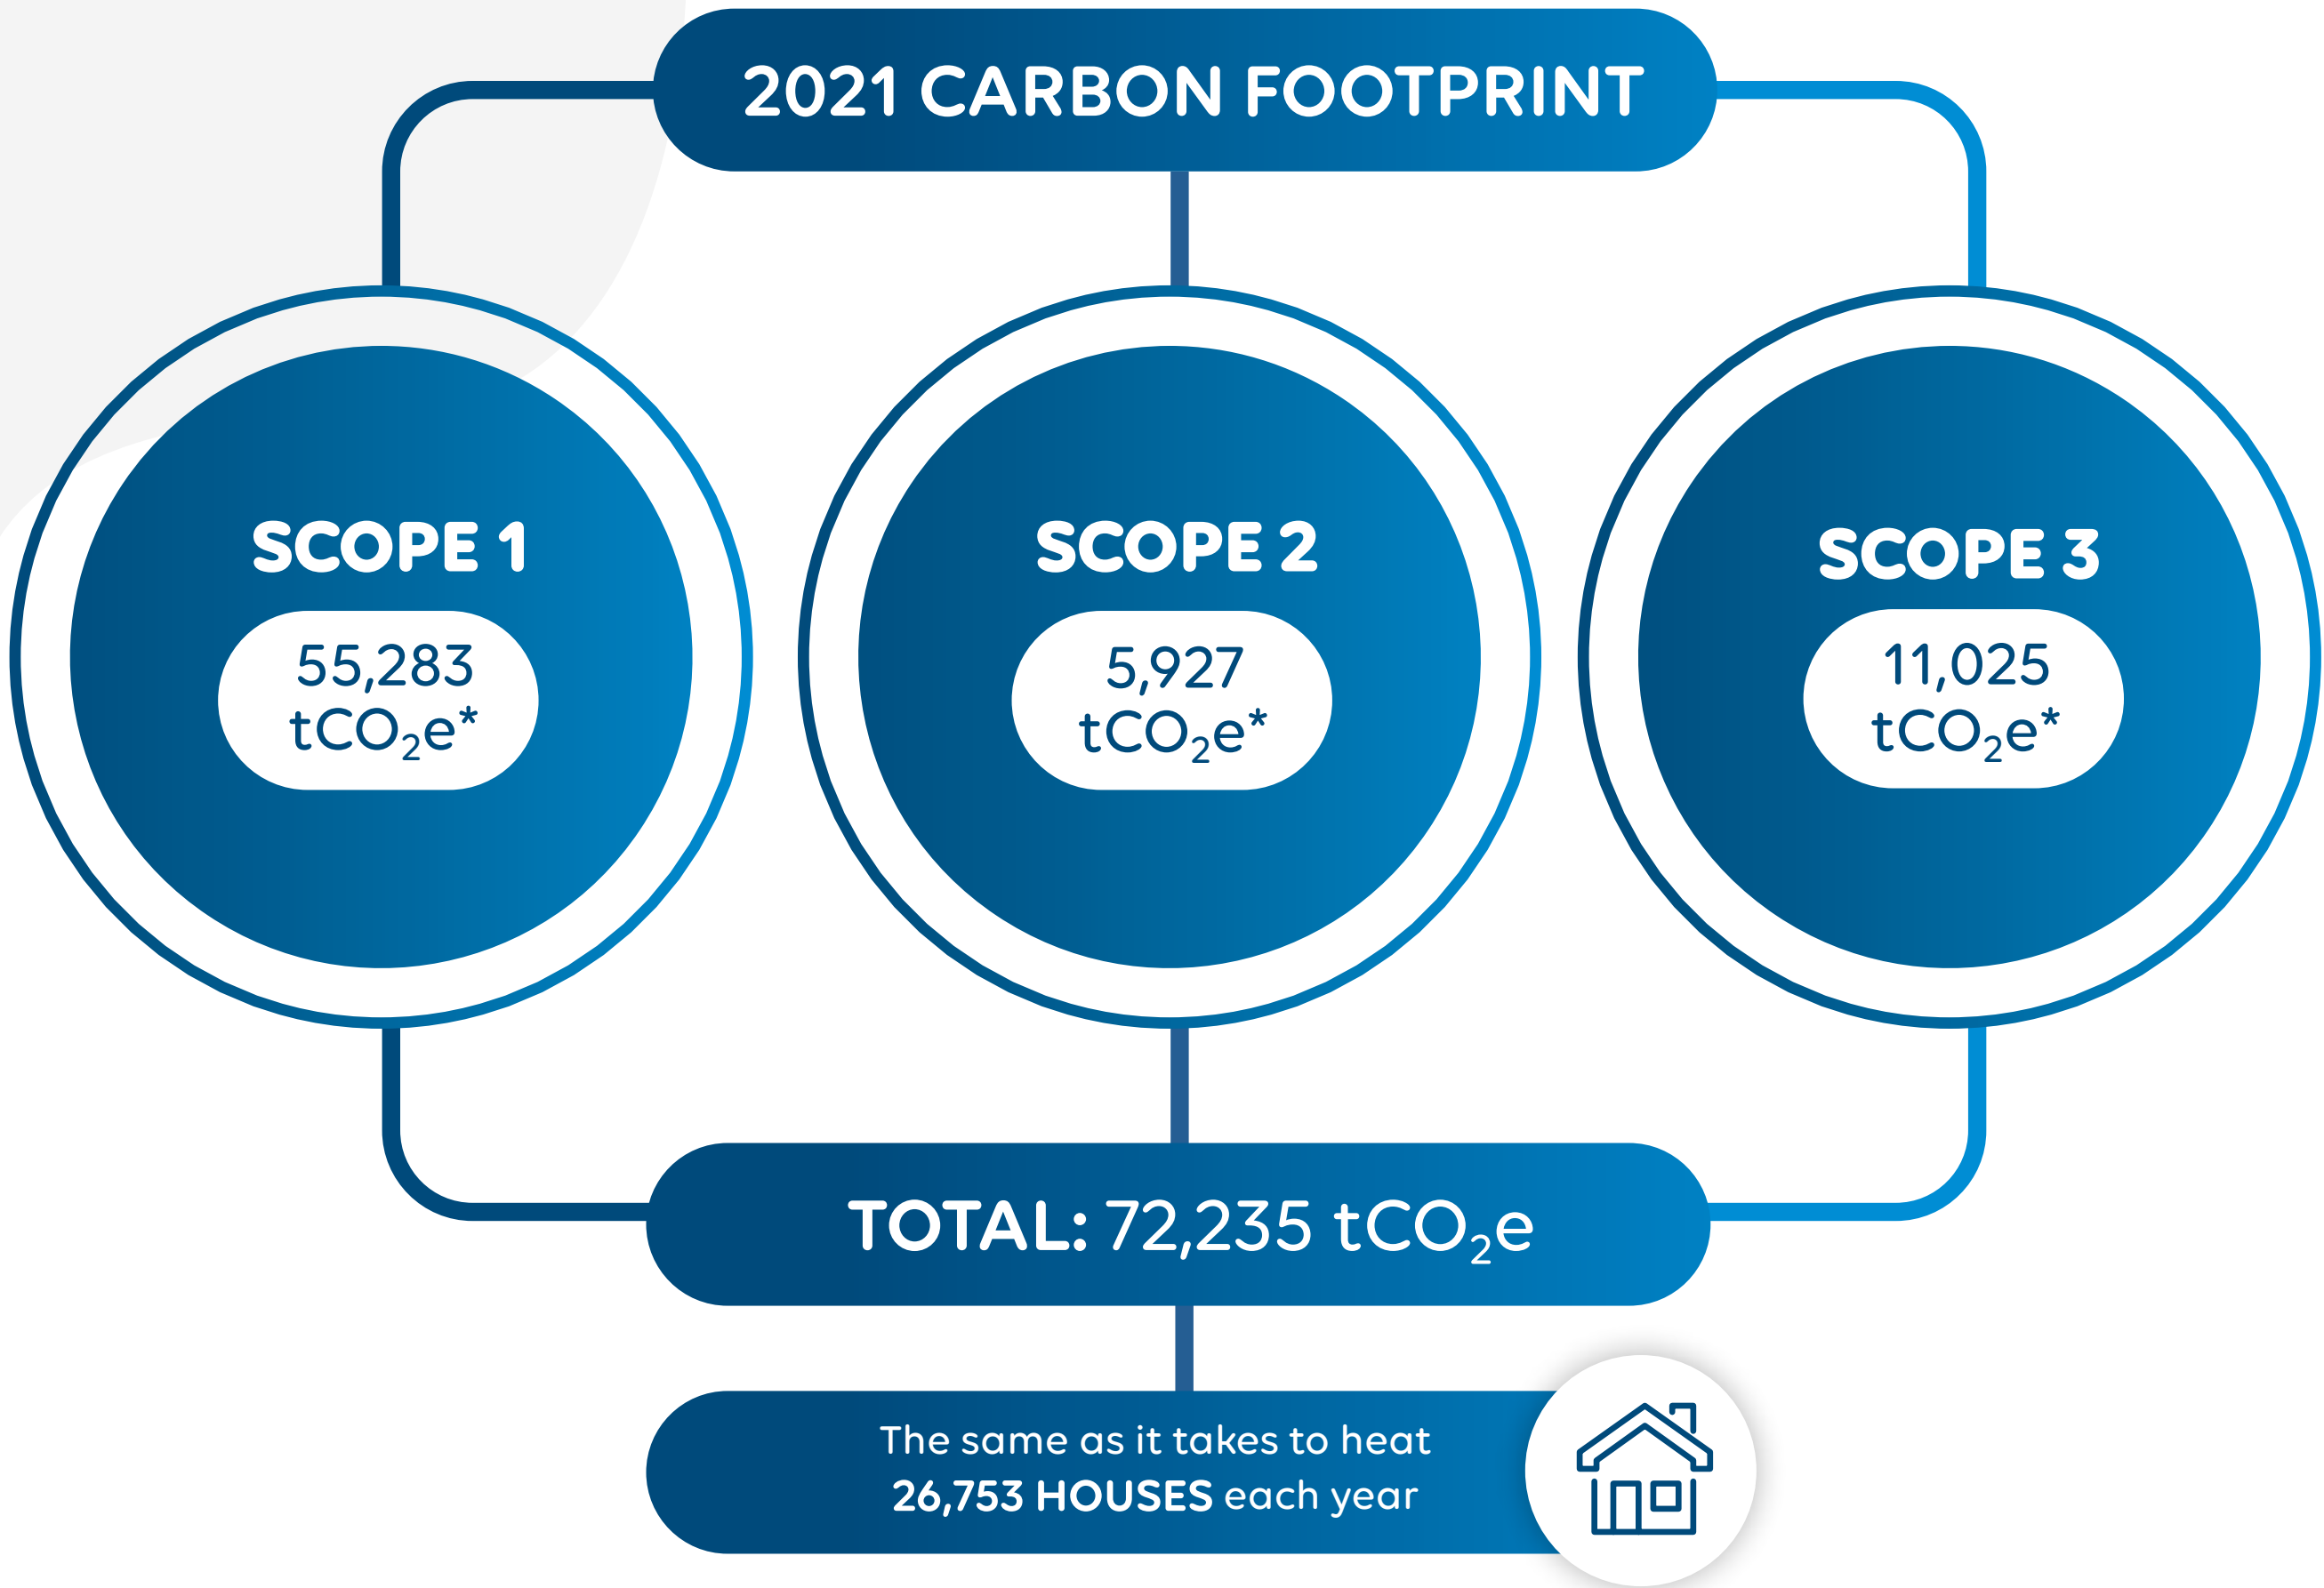 2021 CARBON FOOTPRINT
SCOPE 1
55,283
tCO₂e*
SCOPE 2
5,927
tCO₂e*
SCOPE 3
11,025
tCO₂e*
TOTAL: 72,235 tCO₂e
The same as it takes to heat
26,753 HOUSES each year